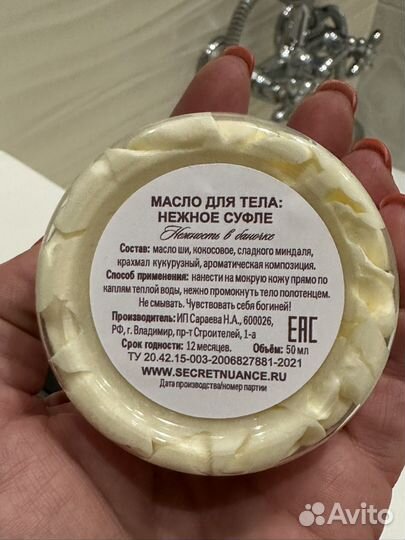 МАСЛО ДЛЯ ТЕЛА:
НЕЖНОЕ СУФЛЕ
Нежность в баночке
Состав: масло ши, кокосовое, сладкого миндаля,
крахмал кукурузный, ароматическая композиция.
Способ применения: нанести на мокрую кожу прямо по
каплям теплой воды, нежно промокнуть тело полотенцем.
Не смывать. Чувствовать себя богиней!
Производитель: ИП Сараева Н.А., 600026,
РФ, г. Владимир, пр-т Строителей, 1-а
EAC
Срок годности: 12 месяцев. Объём: 50 мл
ТУ 20.42.15-003-2006827881-2021
WWW.SECRETNUANCE.RU
Дата производства/номер партии
Avito